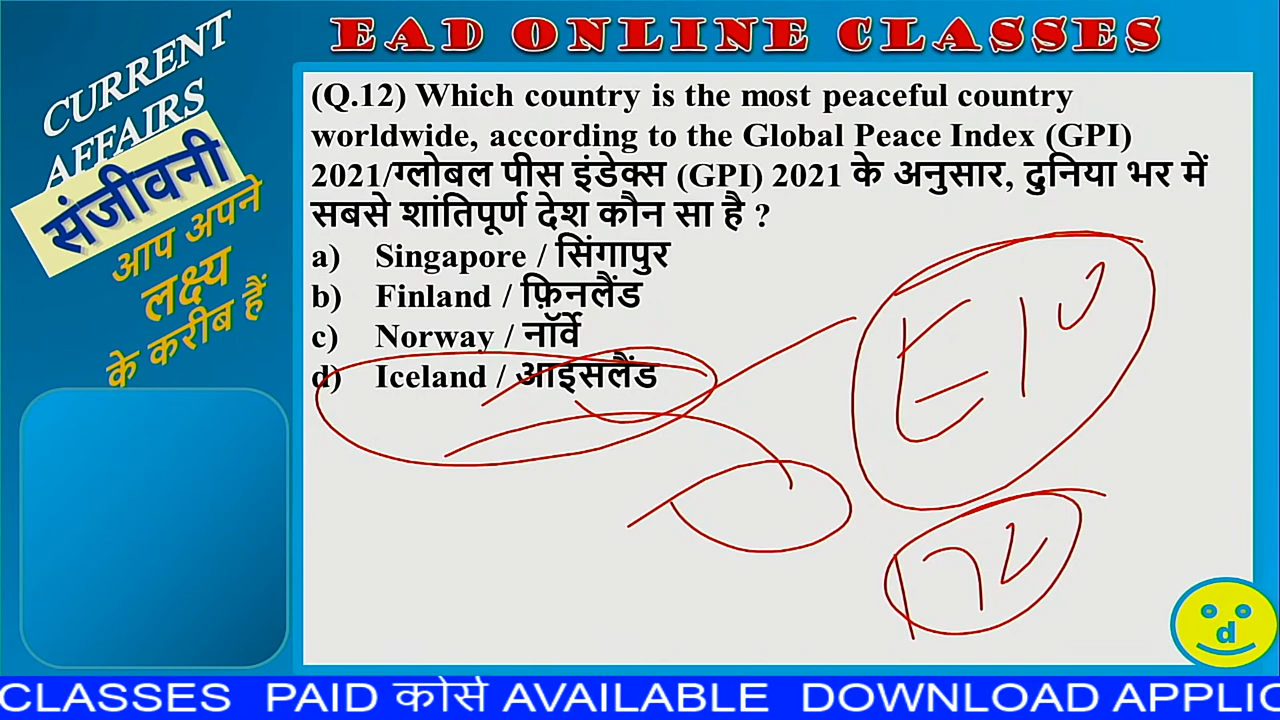 EAD ONLINE CLASSES
CURRENT
AFFAIRS
संजीवनी
आप अपने
लक्ष्य
के करीब हैं
(Q.12) Which country is the most peaceful country
worldwide, according to the Global Peace Index (GPI)
2021/ग्लोबल पीस इंडेक्स (GPI) 2021 के अनुसार, दुनिया भर में
सबसे शांतिपूर्ण देश कौन सा है ?
a) Singapore / सिंगापुर
b) Finland / फ़िनलैंड
c) Norway / नॉर्वे
d) Iceland / आइसलैंड
d
CLASSES PAID कोर्स AVAILABLE DOWNLOAD APPLIC